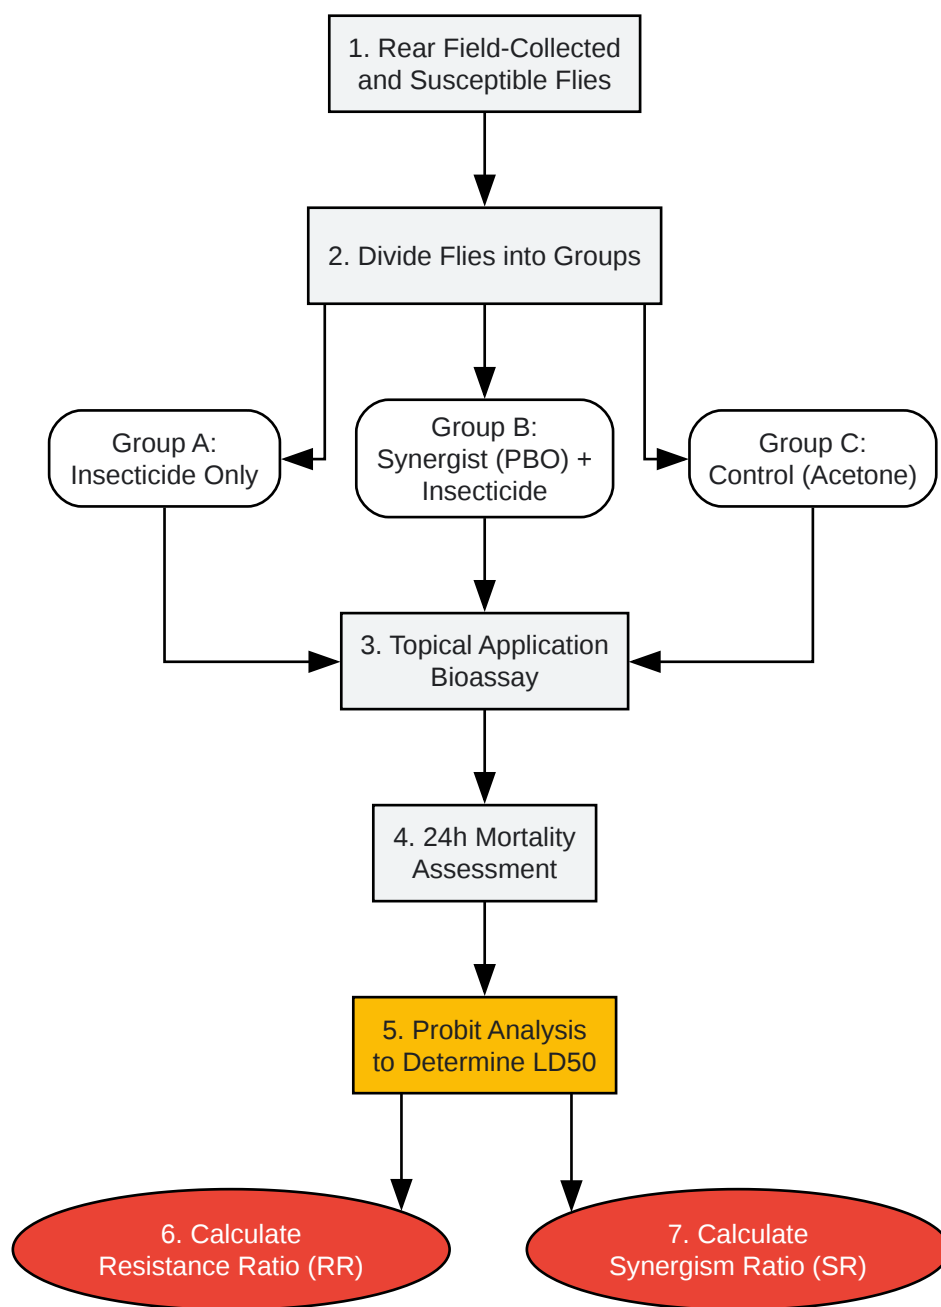 1. Rear Field-Collected
and Susceptible Flies
2. Divide Flies into Groups
Group A:
Insecticide Only
Group B:
Synergist (PBO) +
Insecticide
Group C:
Control (Acetone)
3. Topical Application
Bioassay
4. 24h Mortality
Assessment
5. Probit Analysis
to Determine LD50
6. Calculate
Resistance Ratio (RR)
7. Calculate
Synergism Ratio (SR)